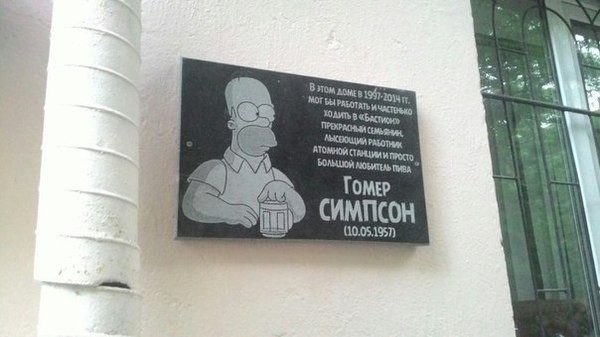 В ЭТОМ ДОМЕ В 1997-2014 ГГ.
МОГ БЫ РАБОТАТЬ И ЧАСТЕНЬКО
ХОДИТЬ В «БАСТИОН»
ПРЕКРАСНЫЙ СЕМЬЯНИН,
ЛЫСЕЮЩИЙ РАБОТНИК
АТОМНОЙ СТАНЦИИ И ПРОСТО
БОЛЬШОЙ ЛЮБИТЕЛЬ ПИВА
ГОМЕР
СИМПСОН
(10.05.1957)